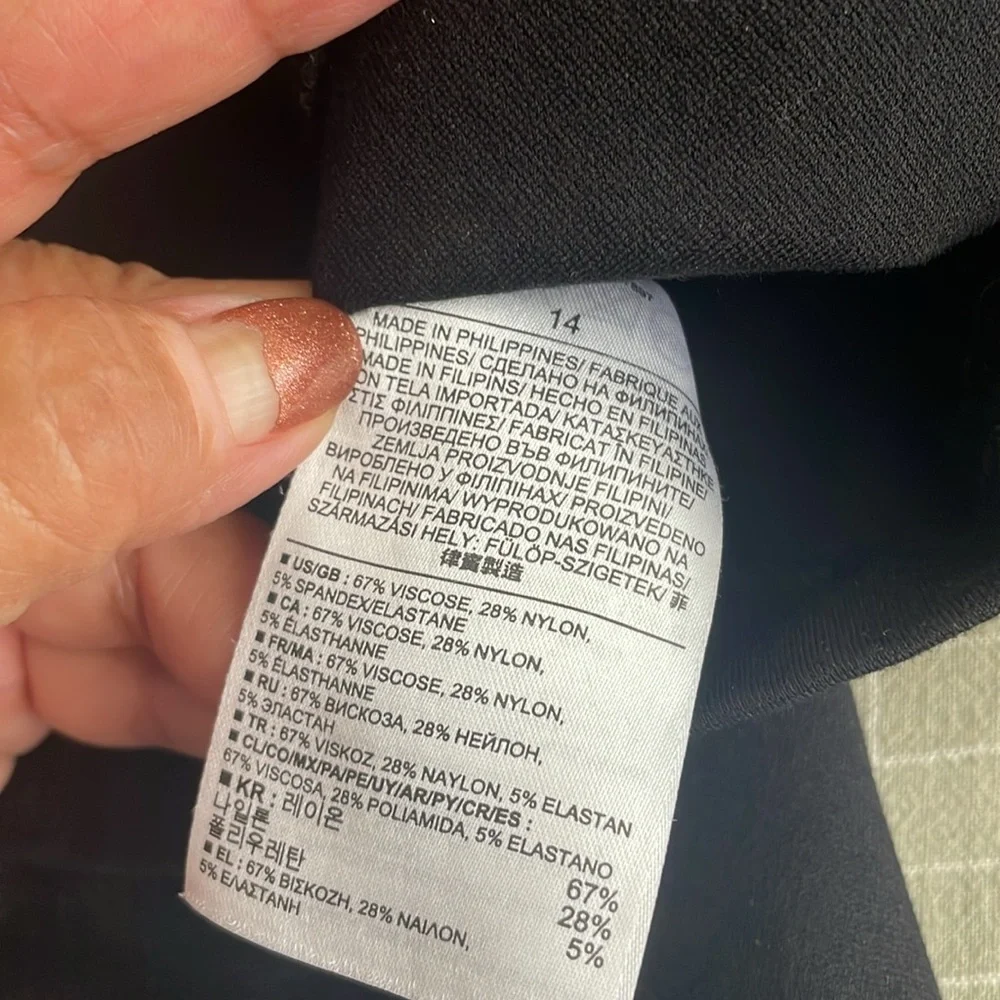 14
MADE IN PHILIPPINES/ FABRIQUÉ AUX
PHILIPPINES/ СДЕЛАНО НА ФИЛИППИНАХ
MADE IN FILIPINS/ HECHO EN FILIPINAS
CON TELA IMPORTADA/ ΚΑΤΑΣΚΕΥΑΣΤΗΚΕ
ΣΤΙΣ ΦΙΛΙΠΠΙΝΕΣ/ FABRICAT ÎN FILIPINE/
ПРОИЗВЕДЕНО ВЪВ ФИЛИПИНИТЕ/
ZEMLJA PROIZVODNJE FILIPINI/
ВИРОБЛЕНО У ФІЛІПІНАХ/ PROIZVEDENO
NA FILIPINIMA/ WYPRODUKOWANO NA
FILIPINACH/ FABRICADO NAS FILIPINAS/
SZÁRMAZÁSI HELY: FÜLÖP-SZIGETEK/ 菲
律賓製造
■ US/GB : 67% VISCOSE, 28% NYLON,
5% SPANDEX/ELASTANE
■ CA : 67% VISCOSE, 28% NYLON,
5% ÉLASTHANNE
■ FR/MA : 67% VISCOSE, 28% NYLON,
5% ÉLASTHANNE
■ RU : 67% ВИСКОЗА, 28% НЕЙЛОН,
5% ЭЛАСТАН
■ TR : 67% VISKOZ, 28% NAYLON, 5% ELASTAN
■ CL/CO/MX/PA/PE/UY/AR/PY/CR/ES :
67% VISCOSA, 28% POLIAMIDA, 5% ELASTANO
■ KR : 레이온 67%
나일론 28%
폴리우레탄 5%
■ EL : 67% ΒΙΣΚΟΖΗ, 28% ΝΑΙΛΟΝ,
5% ΕΛΑΣΤΑΝΗ